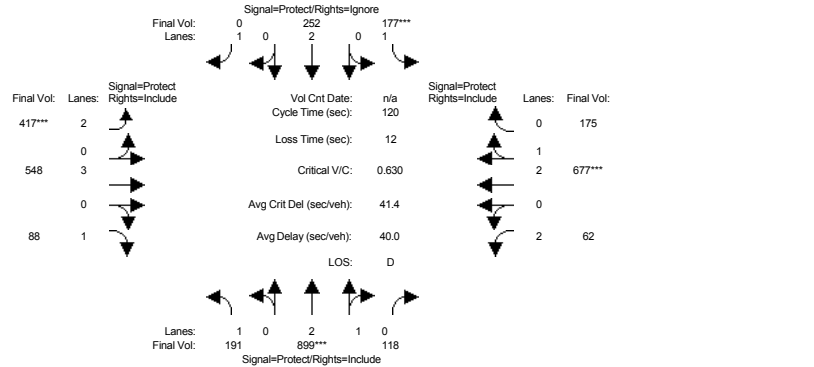 Signal=Protect/Rights=Ignore
Final Vol: 0 252 177***
Lanes: 1 0 2 0 1
Signal=Protect Signal=Protect
Final Vol: Lanes: Rights=Include Vol Cnt Date: n/a Rights=Include Lanes: Final Vol:
Cycle Time (sec): 120
417*** 2 0 175
Loss Time (sec): 12
0 1
548 3 Critical V/C: 0.630 2 677***
0 Avg Crit Del (sec/veh): 41.4 0
88 1 Avg Delay (sec/veh): 40.0 2 62
LOS: D
Lanes: 1 0 2 1 0
Final Vol: 191 899*** 118
Signal=Protect/Rights=Include